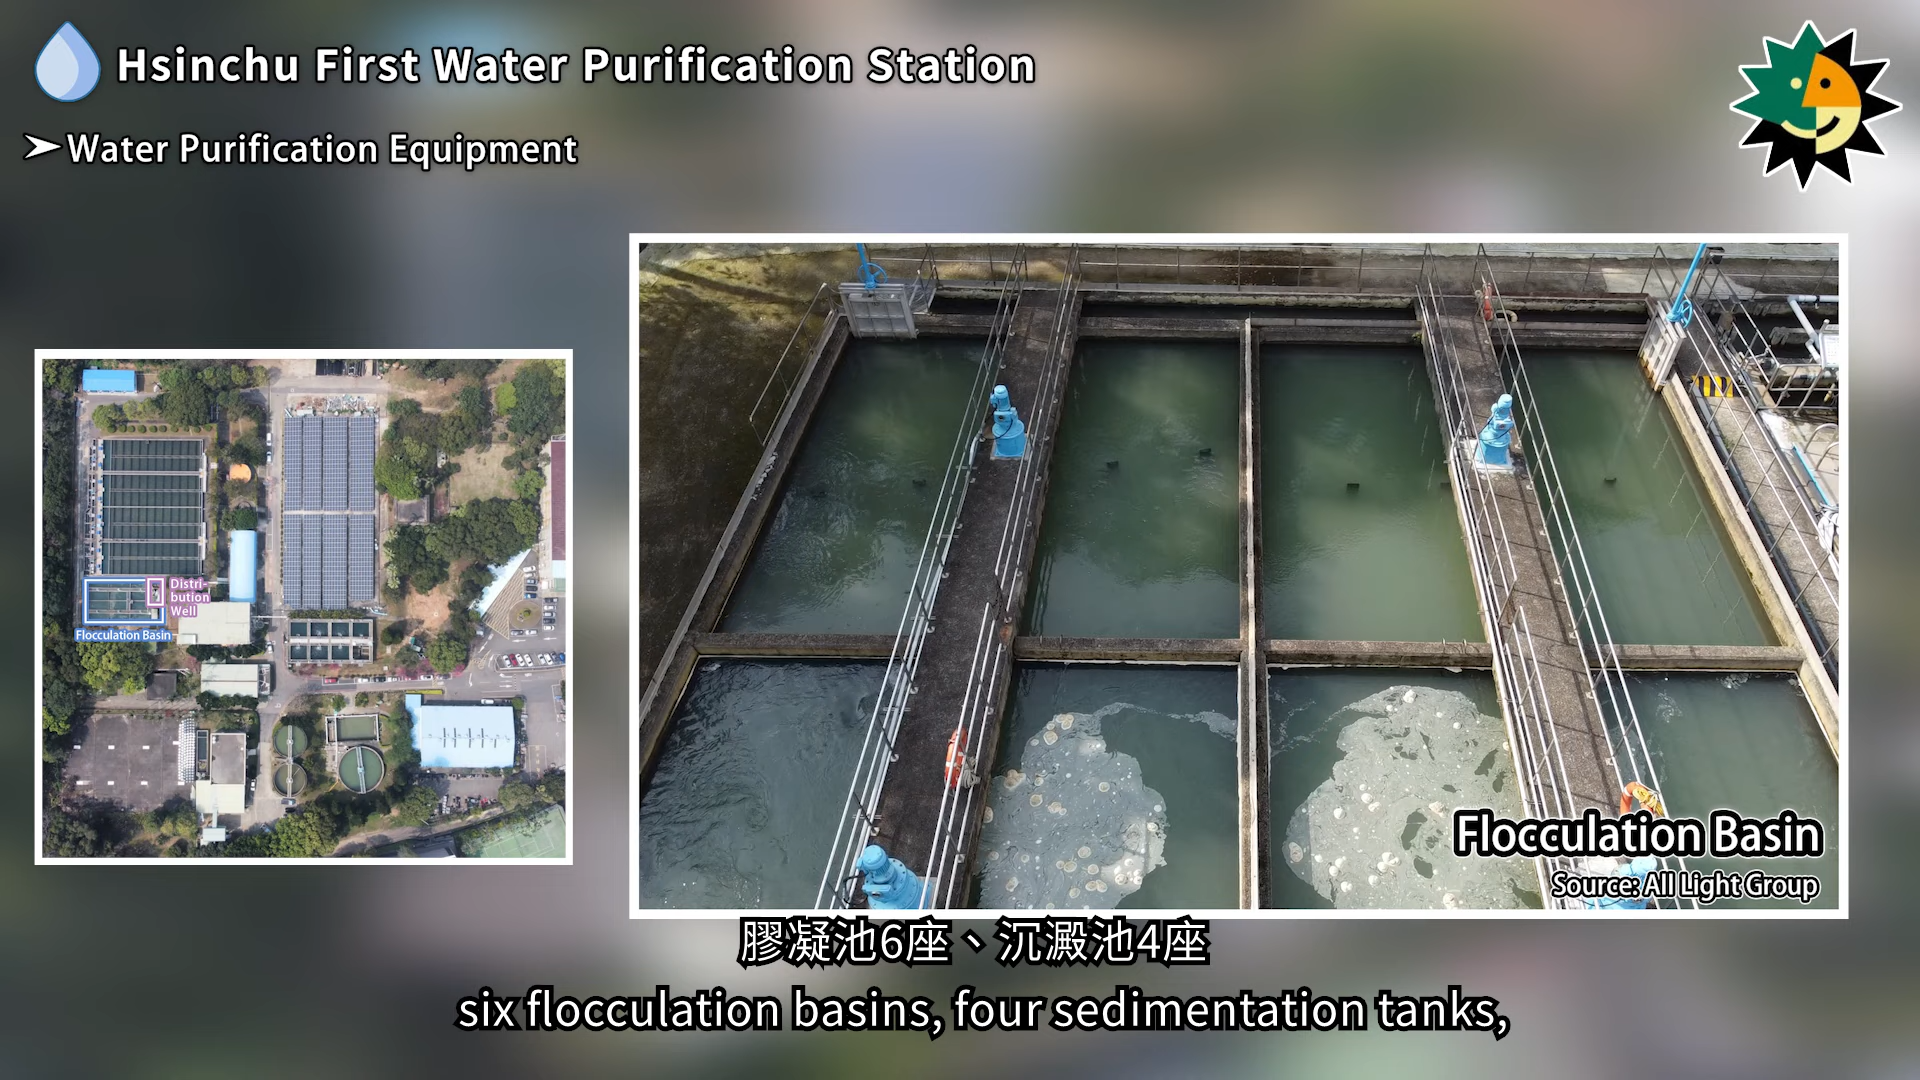 Hsinchu First Water Purification Station
Water Purification Equipment
Distri-
bution
Well
Flocculation Basin
Flocculation Basin
Source: All Light Group
膠凝池6座、沉澱池4座
six flocculation basins, four sedimentation tanks,